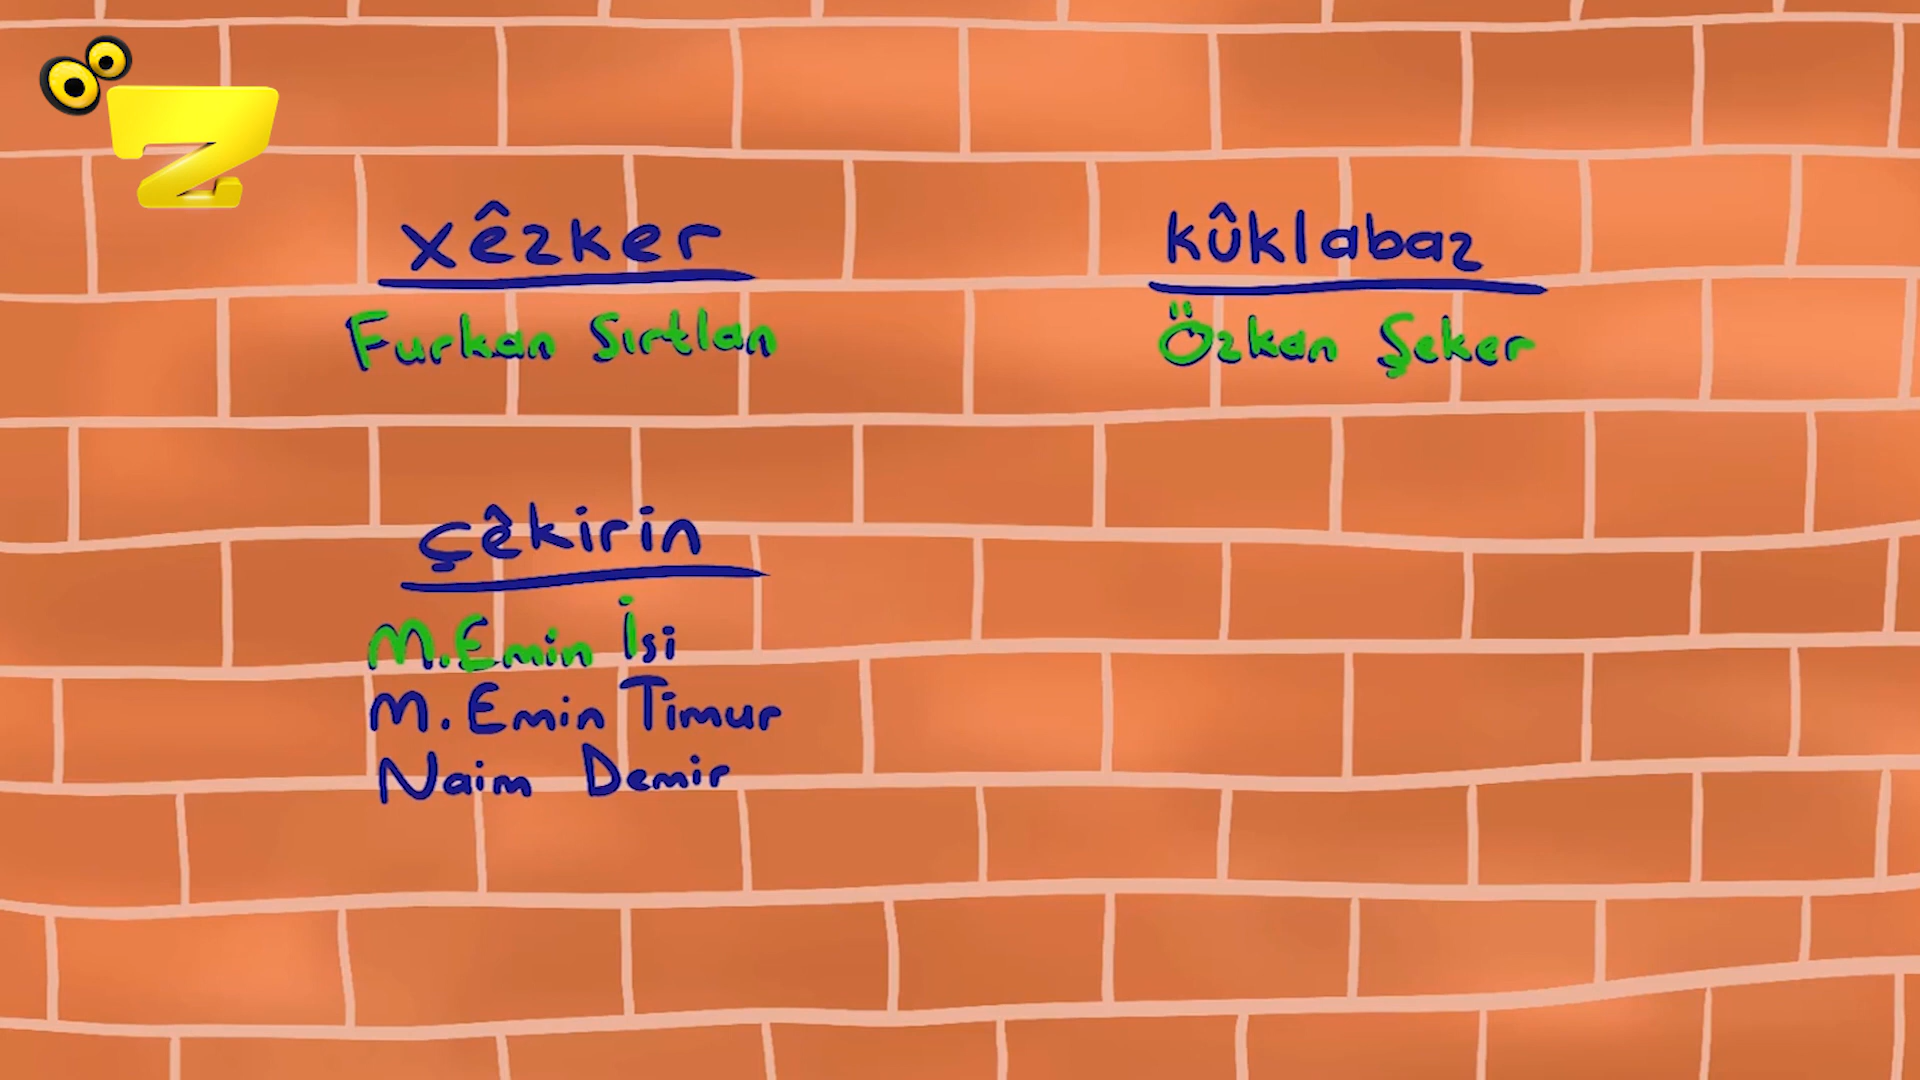 Z
xêzker
Furkan Sırtlan
kûklabaz
Özkan Şeker
çêkirin
M. Emin İsi
M. Emin Timur
Naim Demir